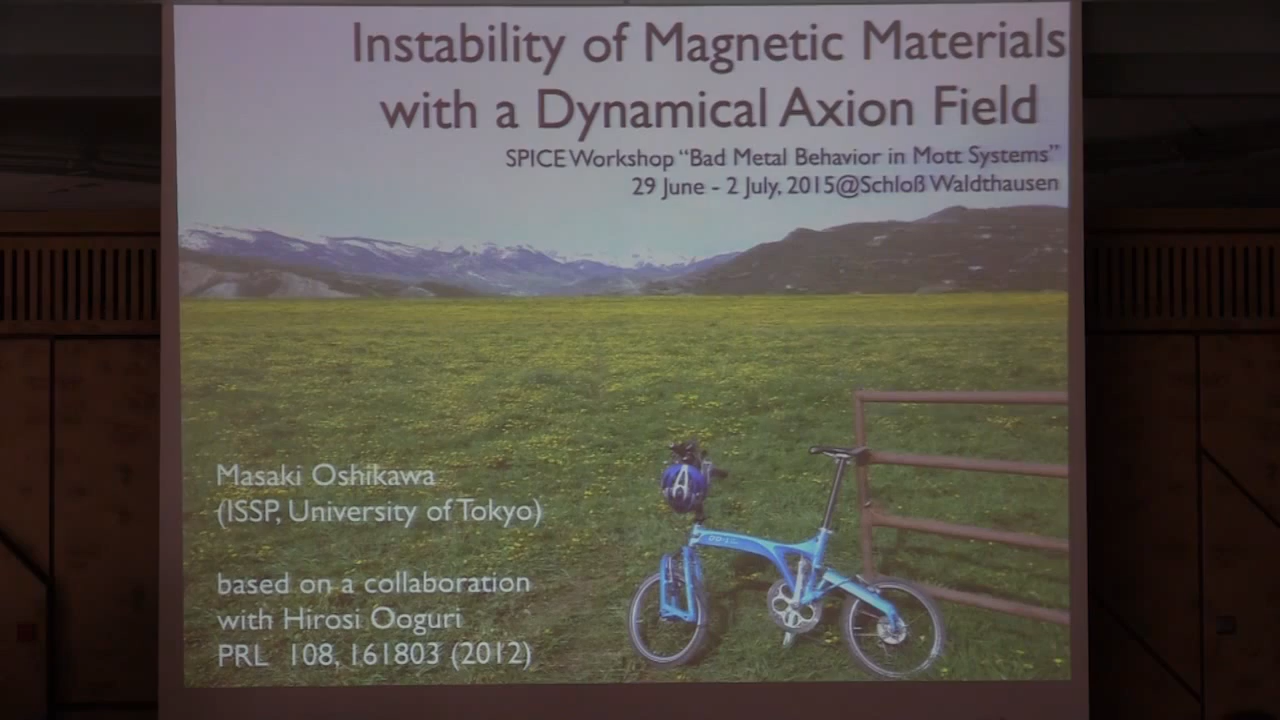 Instability of Magnetic Materials
with a Dynamical Axion Field
SPICE Workshop “Bad Metal Behavior in Mott Systems”
29 June - 2 July, 2015@Schloß Waldthausen
Masaki Oshikawa
(ISSP, University of Tokyo)
based on a collaboration
with Hirosi Ooguri
PRL 108, 161803 (2012)